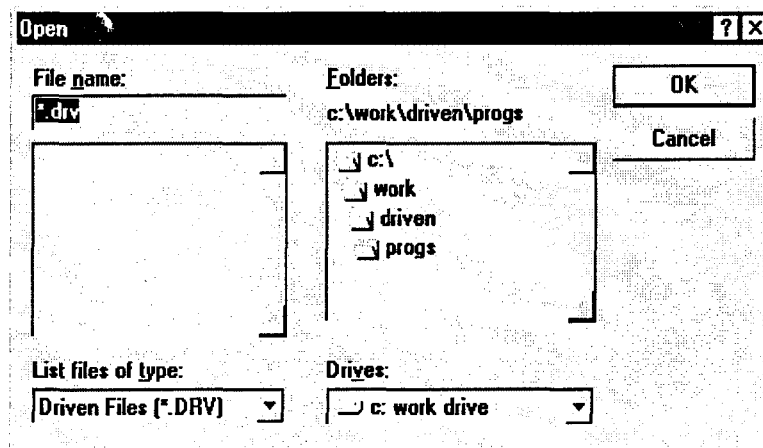 Open
? X
File name:
*.drv
List files of type:
Driven Files (*.DRV)
Folders:
c:\work\driven\progs
c:\
work
driven
progs
Drives:
c: work drive
OK
Cancel